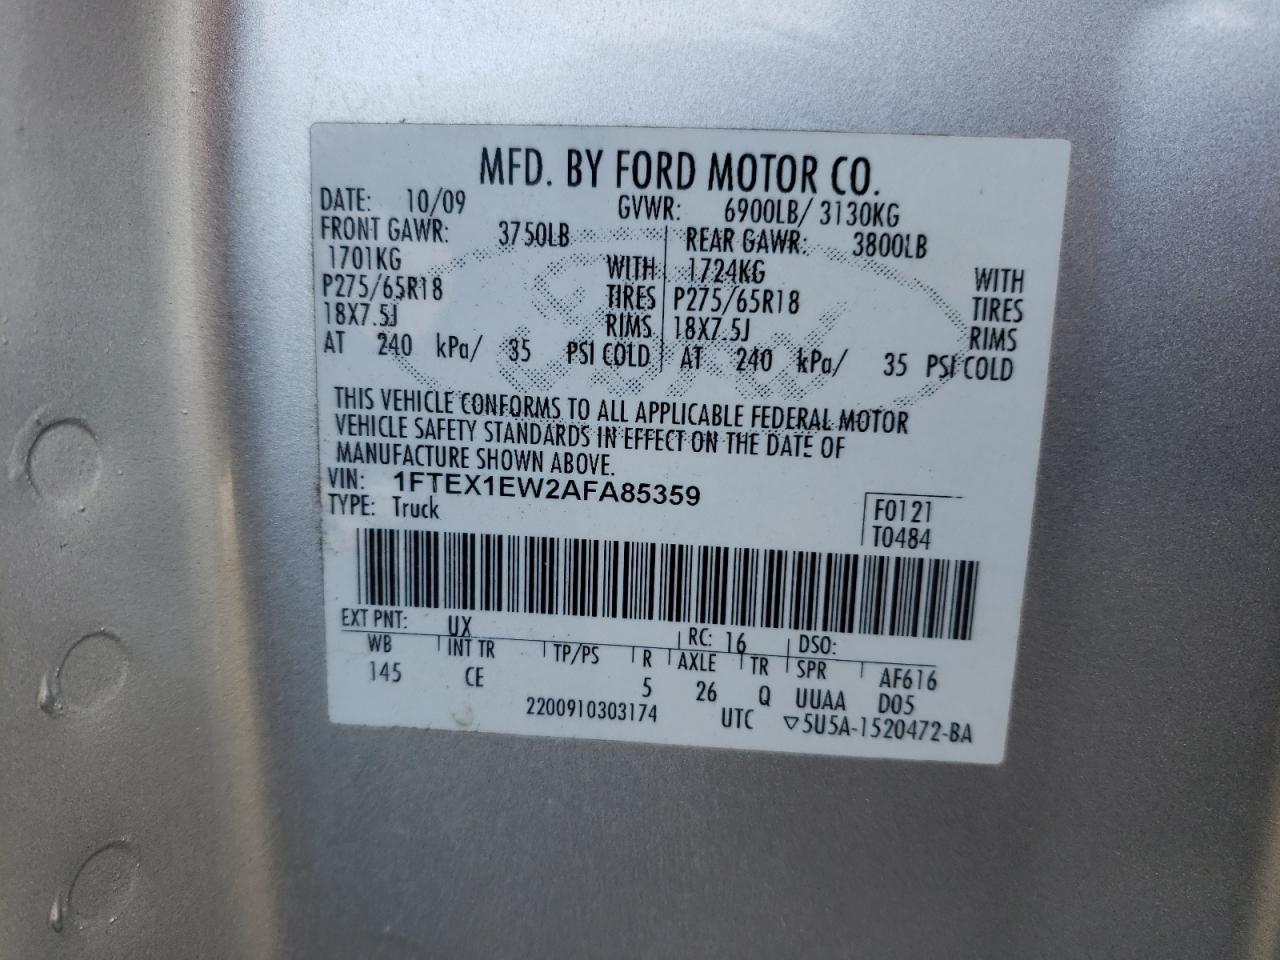 MFD. BY FORD MOTOR CO.
DATE: 10/09 GVWR: 6900LB/ 3130KG
FRONT GAWR: 3750LB REAR GAWR: 3800LB
1701KG WITH 1724KG WITH
P275/65R18 TIRES P275/65R18 TIRES
18X7.5J RIMS 18X7.5J RIMS
AT 240 kPa/ 35 PSI COLD AT 240 kPa/ 35 PSI COLD
THIS VEHICLE CONFORMS TO ALL APPLICABLE FEDERAL MOTOR
VEHICLE SAFETY STANDARDS IN EFFECT ON THE DATE OF
MANUFACTURE SHOWN ABOVE.
VIN: 1FTEX1EW2AFA85359
TYPE: Truck F0121
T0484
EXT PNT: UX RC: 16 DSO:
WB INT TR TP/PS R AXLE TR SPR AF616
145 CE 5 26 Q UUAA D05
2200910303174 UTC ▽5U5A-1520472-BA